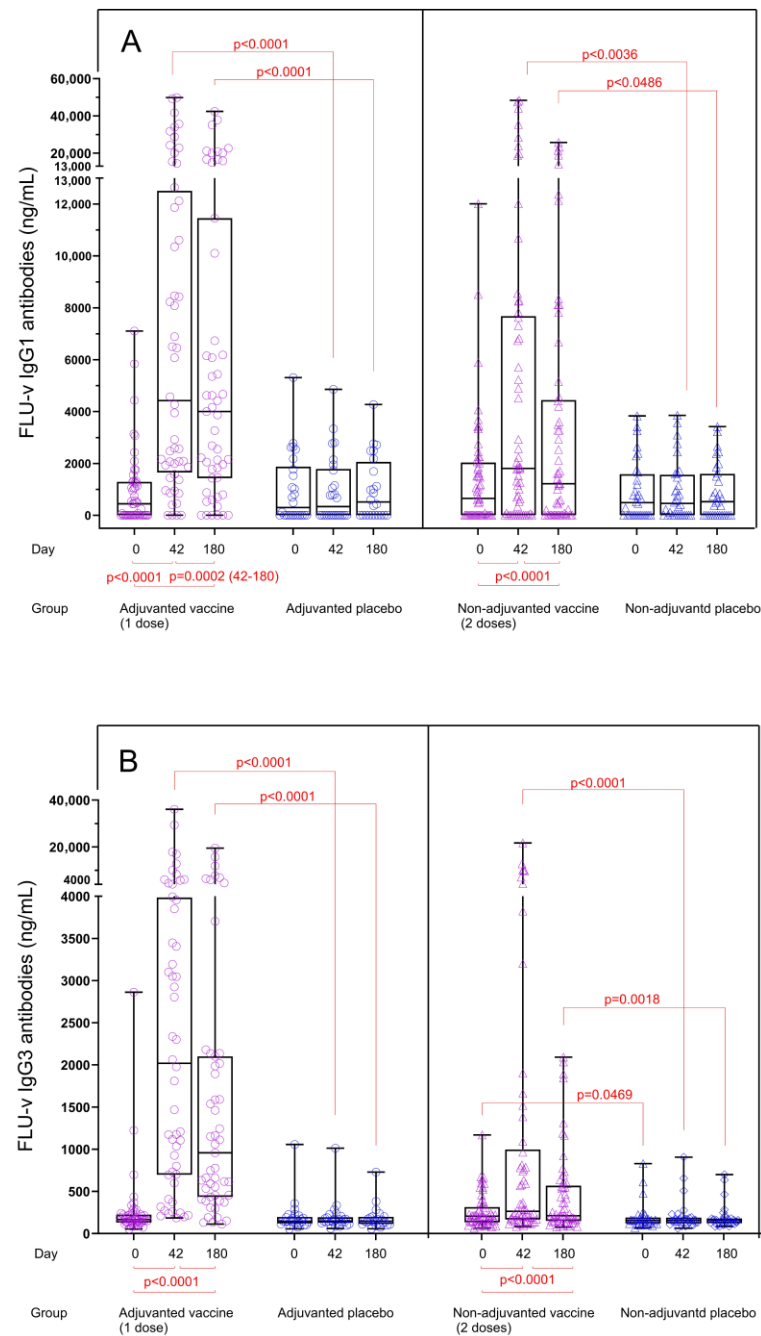 A
p<0.0001
p<0.0001
p<0.0036
p<0.0486
FLU-v IgG1 antibodies (ng/mL)
60,000
40,000
20,000
13,000
13,000
12,000
10,000
8000
6000
4000
2000
0
Day 0 42 180 0 42 180 0 42 180 0 42 180
p<0.0001 p=0.0002 (42-180) p<0.0001
Group Adjuvanted vaccine Adjuvanted placebo Non-adjuvanted vaccine Non-adjuvantd placebo
(1 dose) (2 doses)
B
p<0.0001
p<0.0001
p<0.0001
p=0.0018
p=0.0469
FLU-v IgG3 antibodies (ng/mL)
40,000
20,000
4000
4000
3500
3000
2500
2000
1500
1000
500
0
Day 0 42 180 0 42 180 0 42 180 0 42 180
p<0.0001 p<0.0001
Group Adjuvanted vaccine Adjuvanted placebo Non-adjuvanted vaccine Non-adjuvantd placebo
(1 dose) (2 doses)